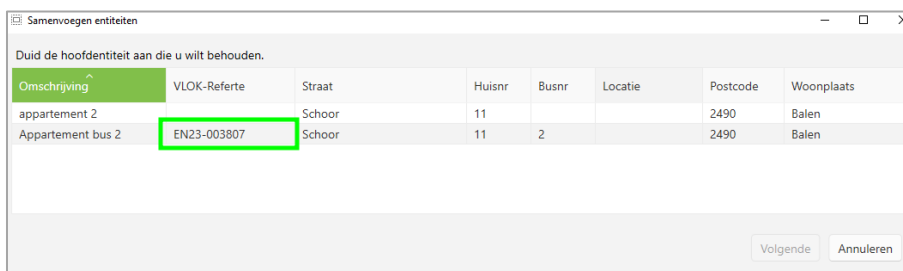 Samenvoegen entiteiten
Duid de hoofdentiteit aan die u wilt behouden.
Omschrijving VLOK-Referte Straat Huisnr Busnr Locatie Postcode Woonplaats
appartement 2 Schoor 11 2490 Balen
Appartement bus 2 EN23-003807 Schoor 11 2 2490 Balen
Volgende Annuleren